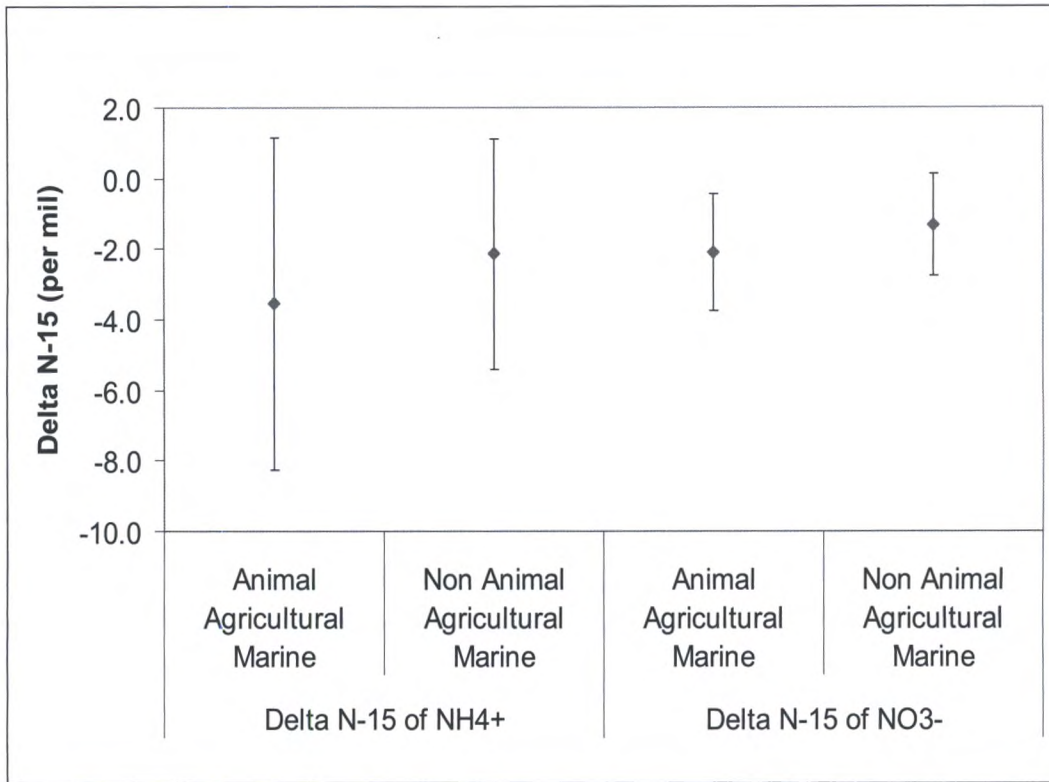 2.0
0.0
-2.0
-4.0
-6.0
-8.0
-10.0
Delta N-15 (per mil)
Animal
Agricultural
Marine
Non Animal
Agricultural
Marine
Animal
Agricultural
Marine
Non Animal
Agricultural
Marine
Delta N-15 of NH4+
Delta N-15 of NO3-